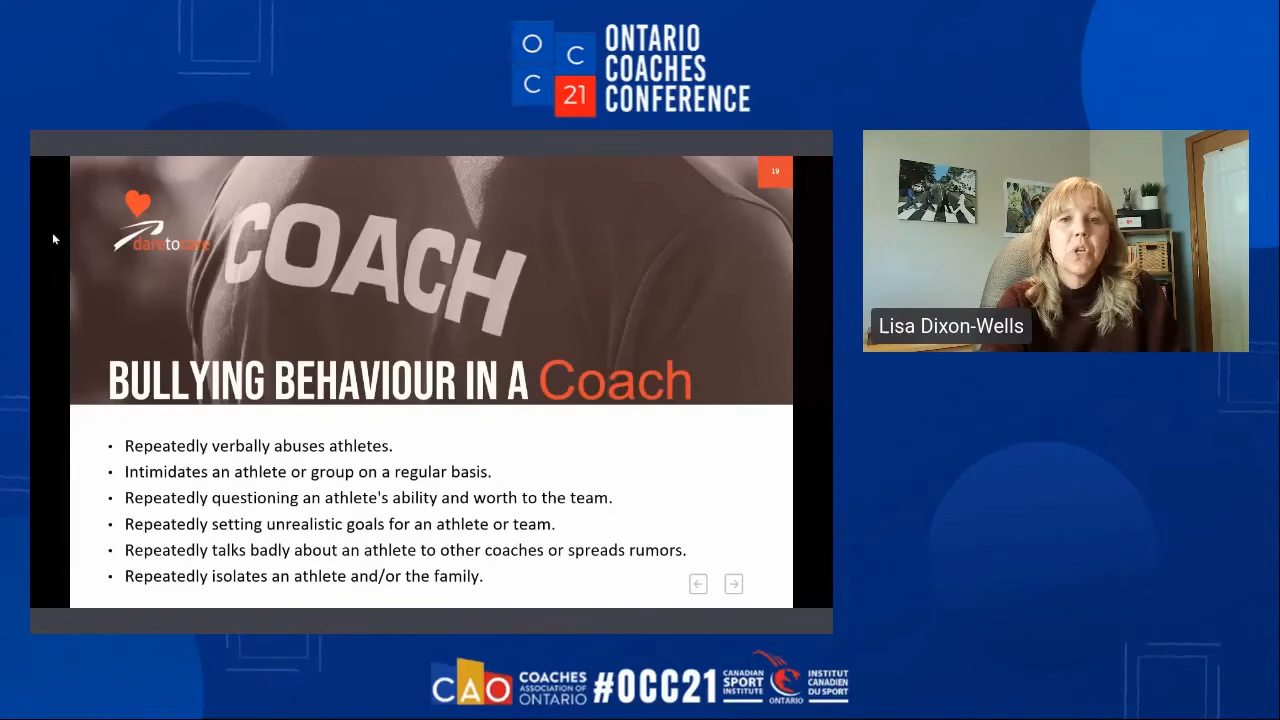 O
C
C
21
ONTARIO
COACHES
CONFERENCE
19
daretocare
COACH
BULLYING BEHAVIOUR IN A Coach
• Repeatedly verbally abuses athletes.
• Intimidates an athlete or group on a regular basis.
• Repeatedly questioning an athlete's ability and worth to the team.
• Repeatedly setting unrealistic goals for an athlete or team.
• Repeatedly talks badly about an athlete to other coaches or spreads rumors.
• Repeatedly isolates an athlete and/or the family.
Lisa Dixon-Wells
CAO
COACHES
ASSOCIATION OF
ONTARIO
#OCC21
CANADIAN
SPORT
INSTITUTE
ONTARIO
INSTITUT
CANADIEN
DU SPORT